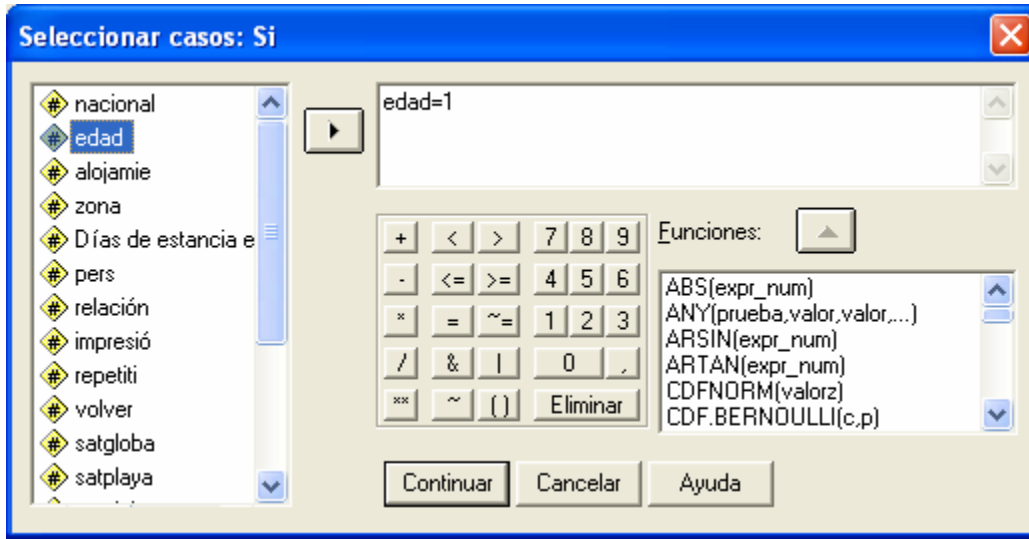 Seleccionar casos: Si
nacional
edad
alojamie
zona
Días de estancia e
pers
relación
impresió
repetiti
volver
satgloba
satplaya
edad=1
+ < > 7 8 9
- <= >= 4 5 6
* = ~= 1 2 3
/ & | 0 ,
** ~ () Eliminar
Funciones:
ABS(expr_num)
ANY(prueba,valor,valor,...)
ARSIN(expr_num)
ARTAN(expr_num)
CDFNORM(valorz)
CDF.BERNOULLI(c,p)
Continuar Cancelar Ayuda